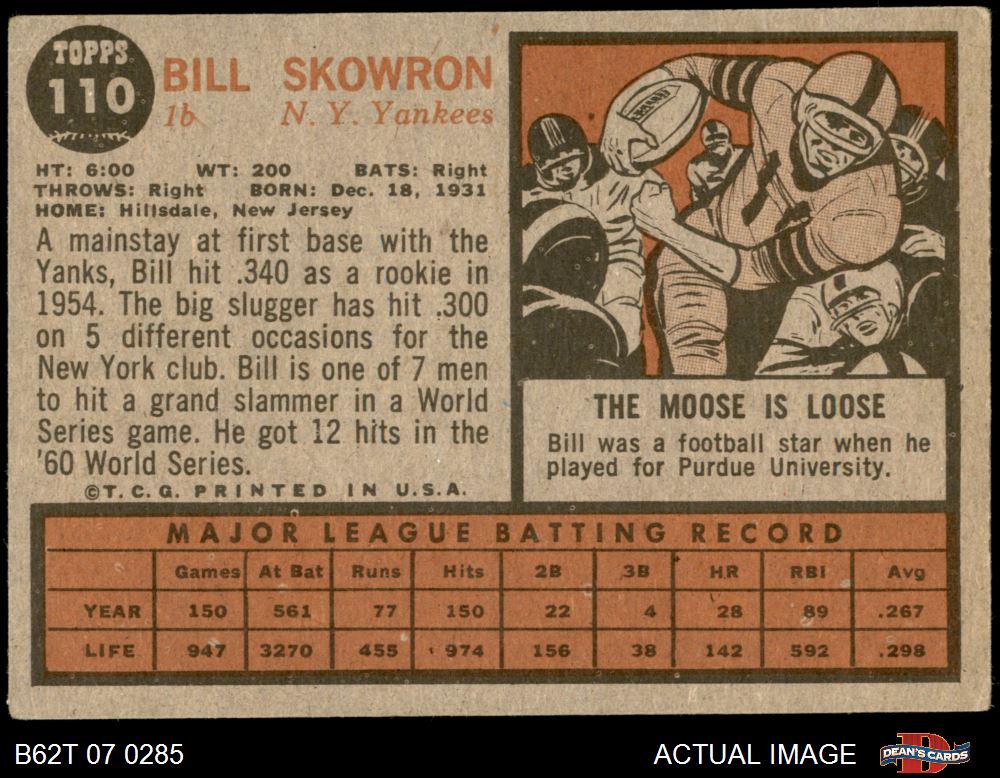 TOPPS
110
BILL SKOWRON
1b N. Y. Yankees
HT: 6:00 WT: 200 BATS: Right
THROWS: Right BORN: Dec. 18, 1931
HOME: Hillsdale, New Jersey
A mainstay at first base with the
Yanks, Bill hit .340 as a rookie in
1954. The big slugger has hit .300
on 5 different occasions for the
New York club. Bill is one of 7 men
to hit a grand slammer in a World
Series game. He got 12 hits in the
'60 World Series.
©T. C. G. PRINTED IN U.S.A.
THE MOOSE IS LOOSE
Bill was a football star when he
played for Purdue University.
MAJOR LEAGUE BATTING RECORD
Games At Bat Runs Hits 2B 3B HR RBI Avg
YEAR 150 561 77 150 22 4 28 89 .267
LIFE 947 3270 455 974 156 38 142 592 .298
B62T 07 0285 ACTUAL IMAGE DEAN'S CARDS